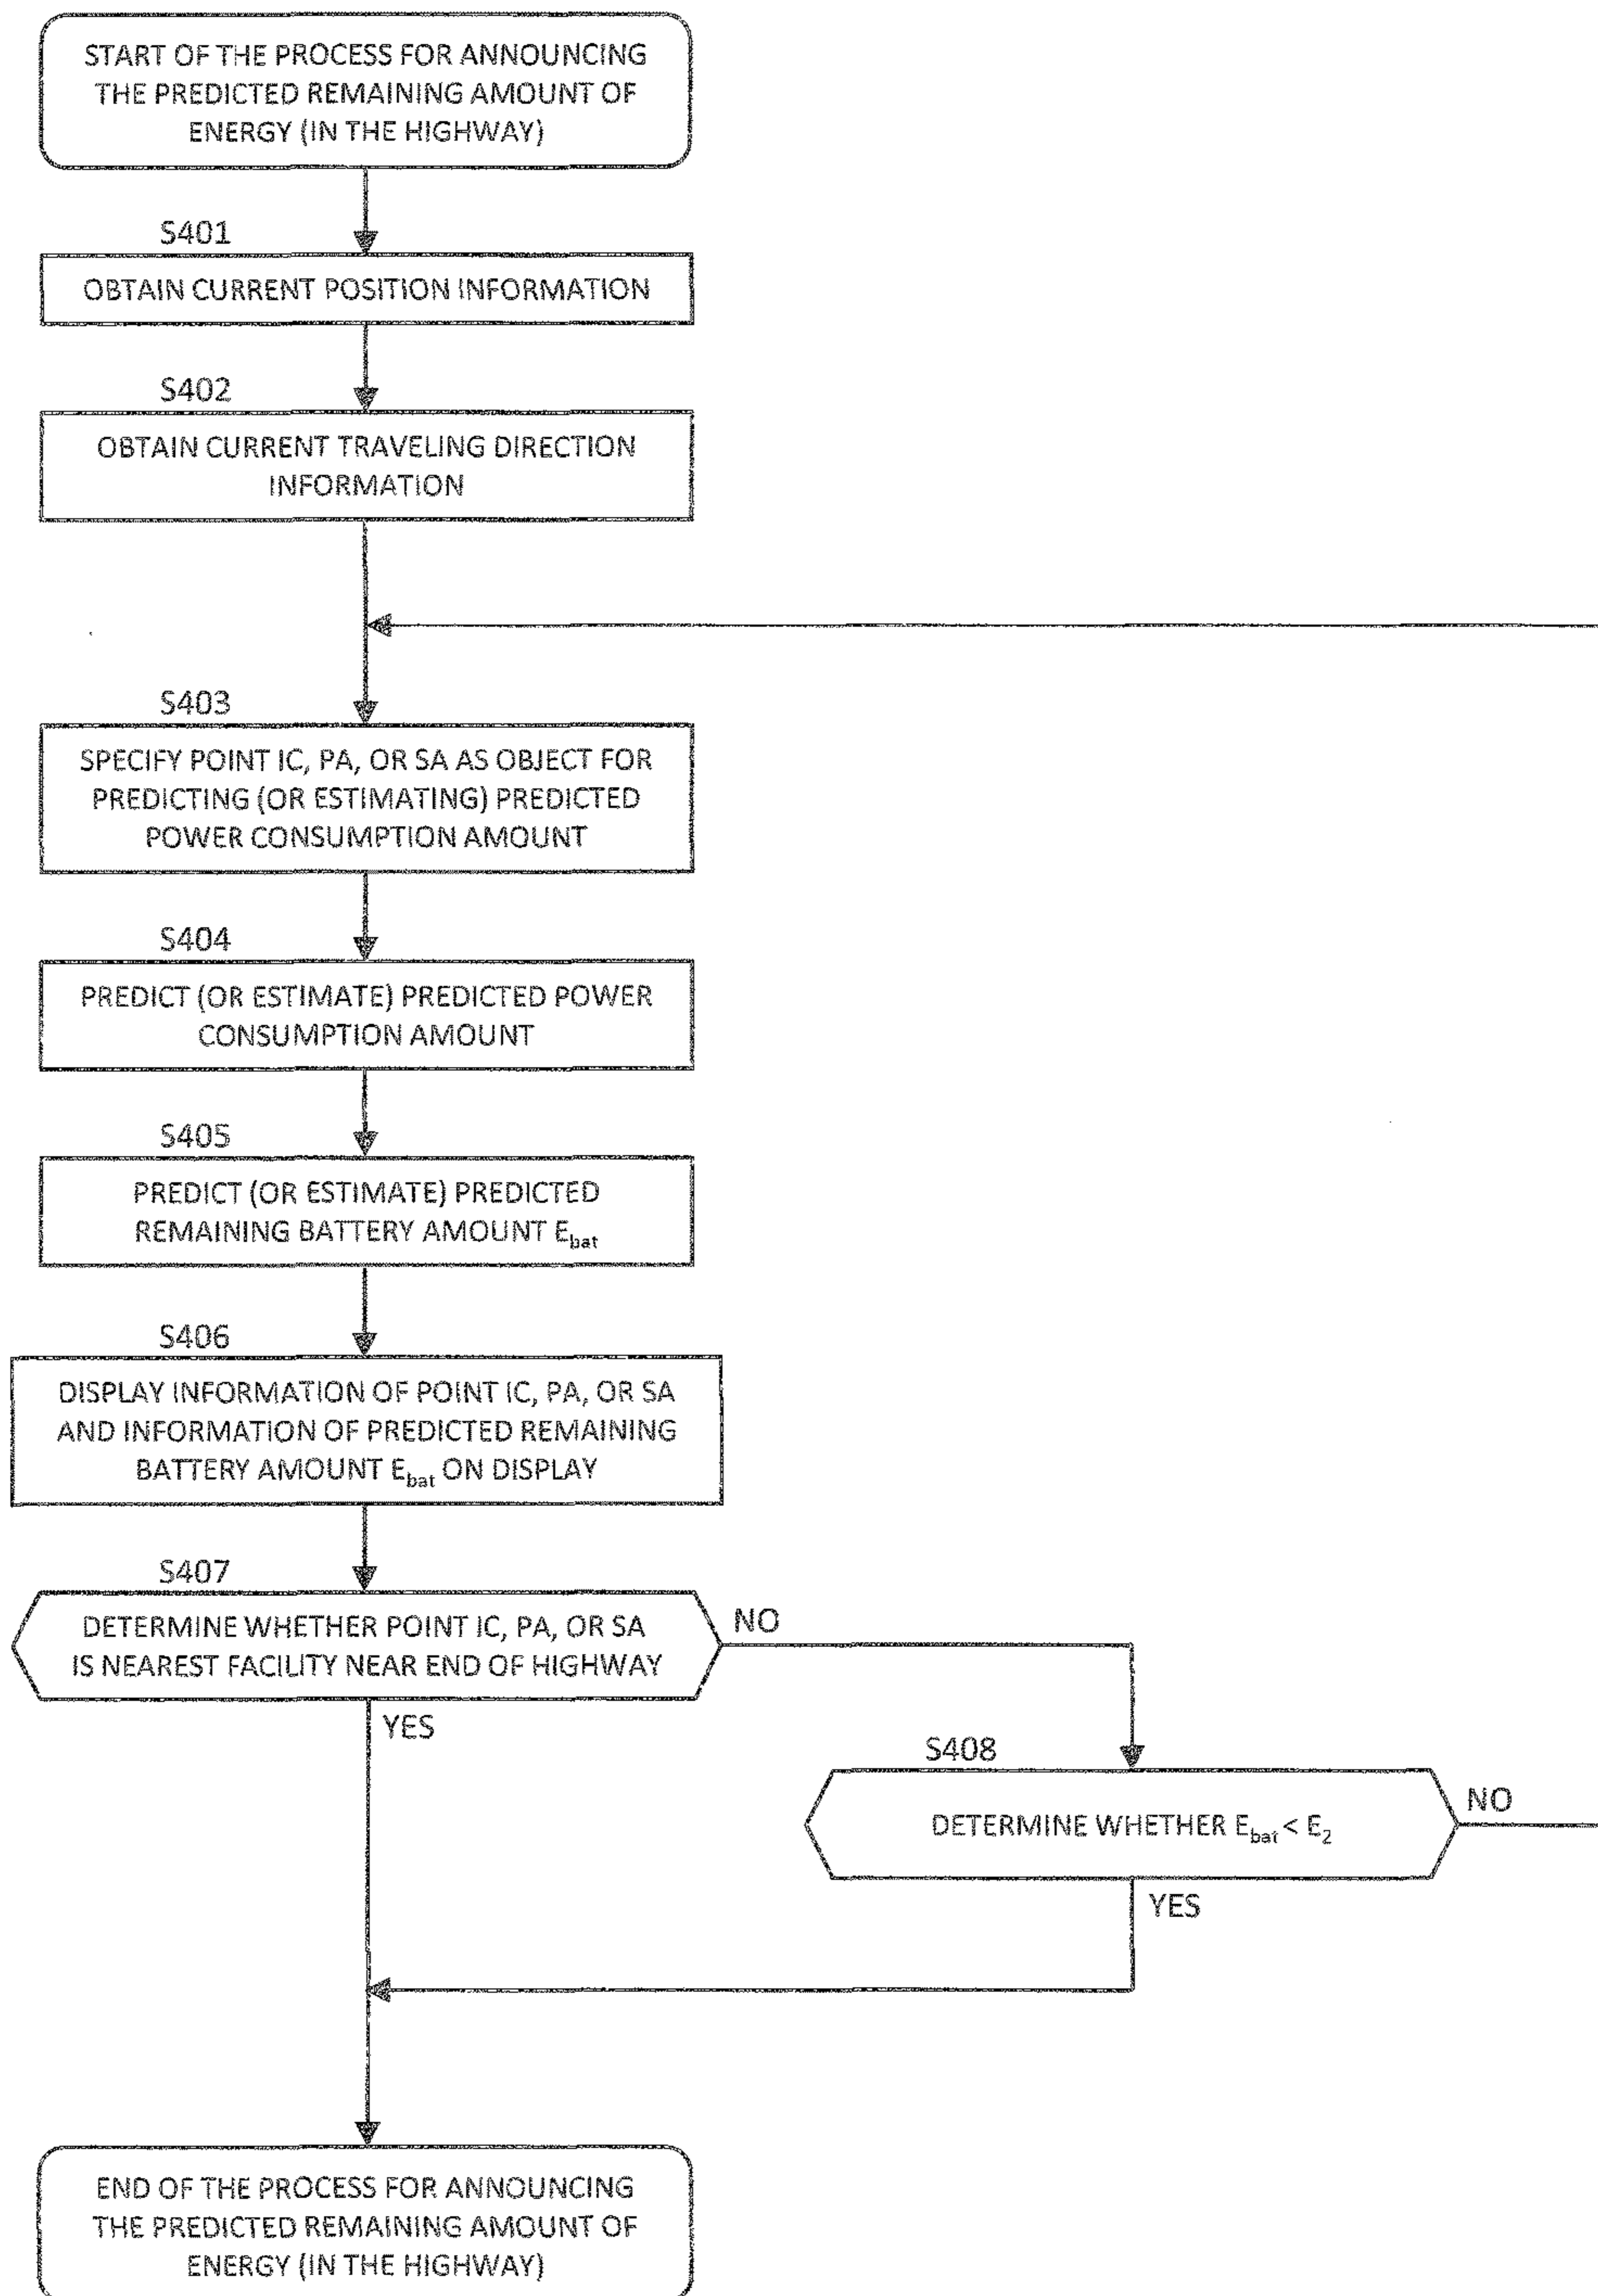 START OF THE PROCESS FOR ANNOUNCING
THE PREDICTED REMAINING AMOUNT OF
ENERGY (IN THE HIGHWAY)
S401
OBTAIN CURRENT POSITION INFORMATION
S402
OBTAIN CURRENT TRAVELING DIRECTION
INFORMATION
S403
SPECIFY POINT IC, PA, OR SA AS OBJECT FOR
PREDICTING (OR ESTIMATING) PREDICTED
POWER CONSUMPTION AMOUNT
S404
PREDICT (OR ESTIMATE) PREDICTED POWER
CONSUMPTION AMOUNT
S405
PREDICT (OR ESTIMATE) PREDICTED
REMAINING BATTERY AMOUNT Ebat
S406
DISPLAY INFORMATION OF POINT IC, PA, OR SA
AND INFORMATION OF PREDICTED REMAINING
BATTERY AMOUNT Ebat ON DISPLAY
S407
DETERMINE WHETHER POINT IC, PA, OR SA
IS NEAREST FACILITY NEAR END OF HIGHWAY
NO
YES
S408
DETERMINE WHETHER Ebat < E2
NO
YES
END OF THE PROCESS FOR ANNOUNCING
THE PREDICTED REMAINING AMOUNT OF
ENERGY (IN THE HIGHWAY)